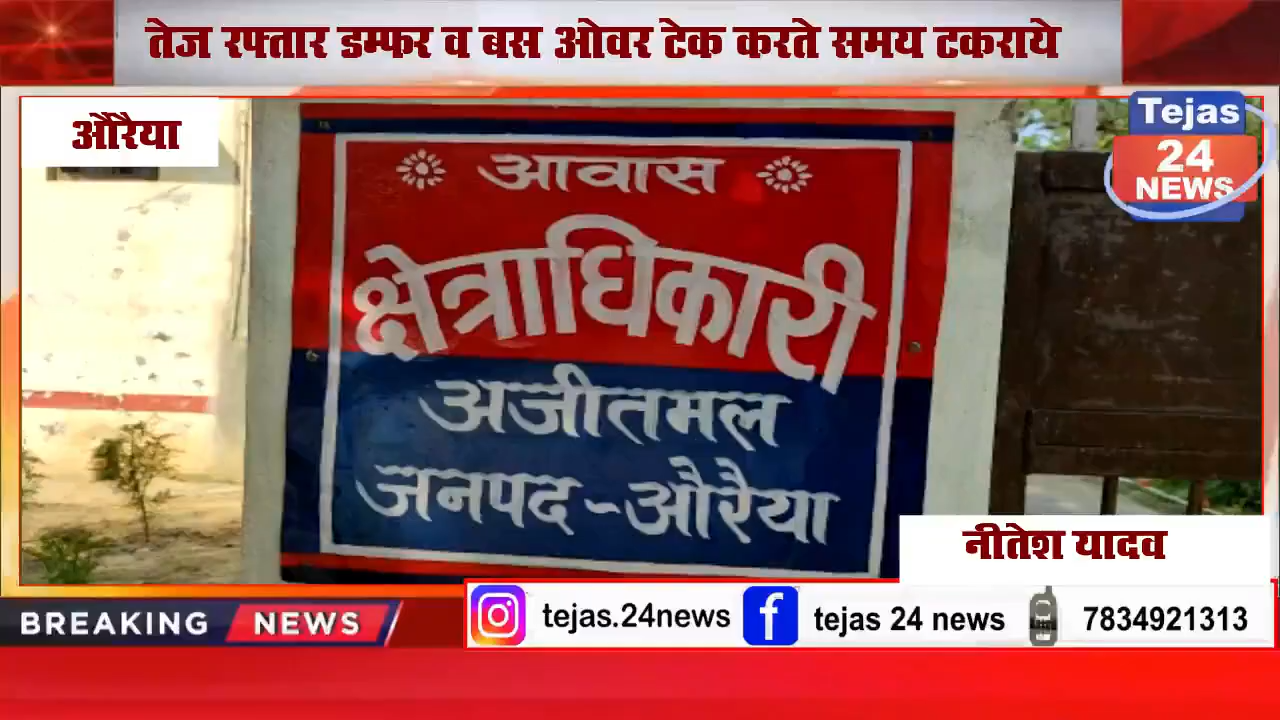 तेज रफ्तार डम्फर व बस ओवर टेक करते समय टकराये
औरैया
Tejas
24
NEWS
आवास
क्षेत्राधिकारी
अजीतमल
जनपद - औरैया
नीतेश यादव
BREAKING NEWS
tejas.24news
tejas 24 news
7834921313